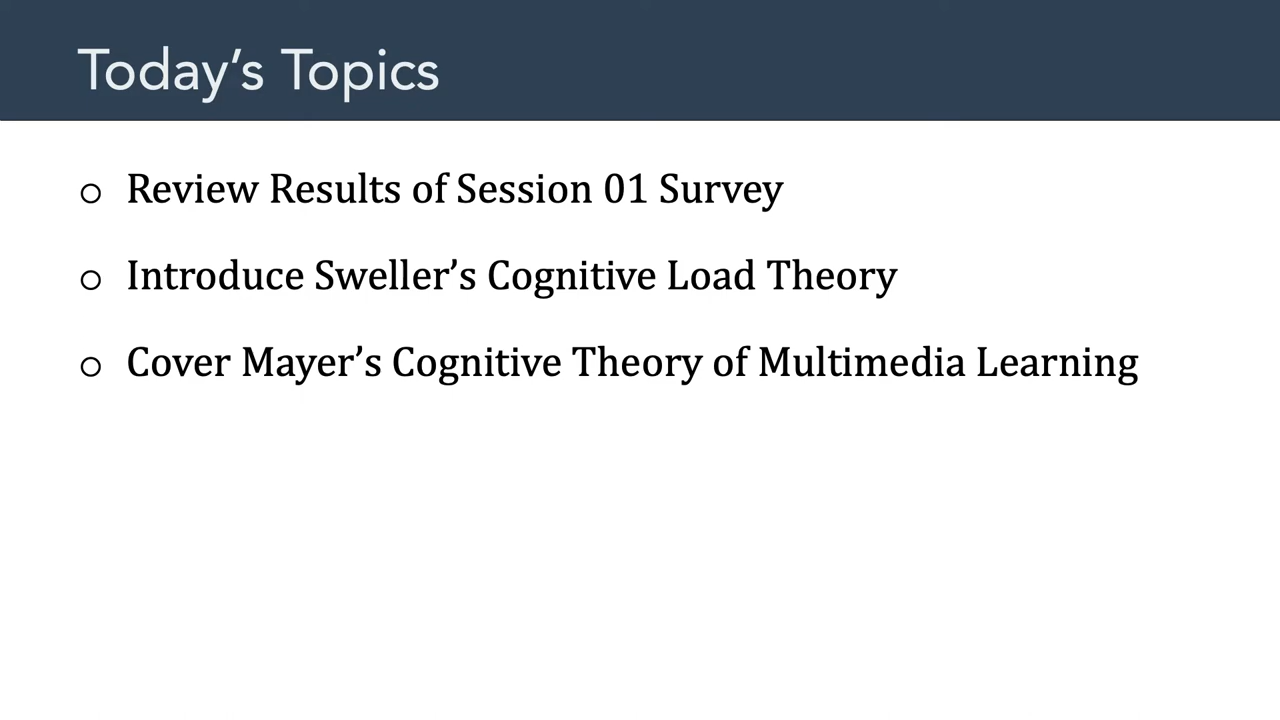 Today’s Topics
Review Results of Session 01 Survey
Introduce Sweller’s Cognitive Load Theory
Cover Mayer’s Cognitive Theory of Multimedia Learning